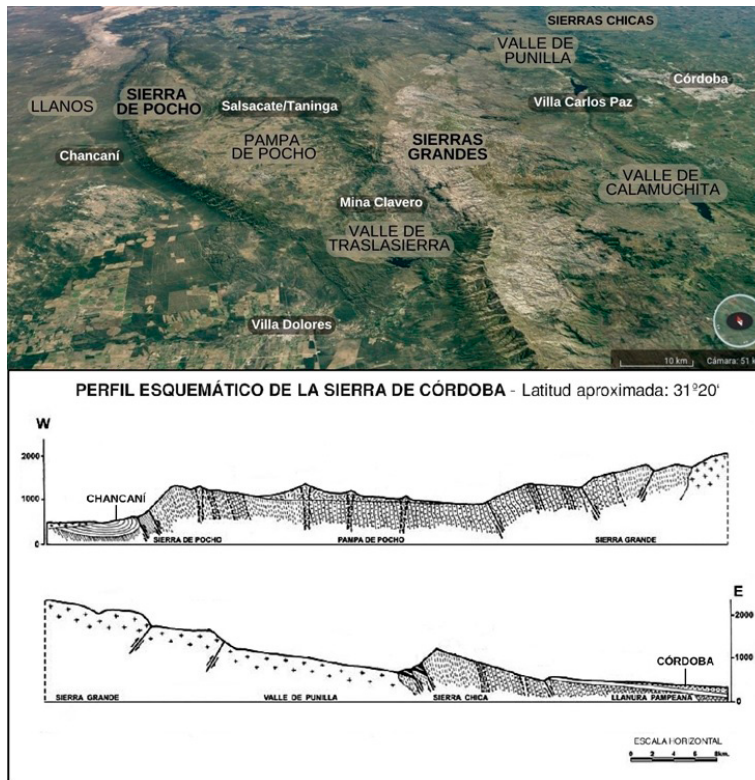 SIERRAS CHICAS
VALLE DE
PUNILLA
Córdoba
SIERRA
DE POCHO
LLANOS
Salsacate/Taninga
Villa Carlos Paz
PAMPA
DE POCHO
SIERRAS
GRANDES
Chancaní
VALLE DE
CALAMUCHITA
Mina Clavero
VALLE DE
TRASLASIERRA
Villa Dolores
10 km
Cámara: 51 k
PERFIL ESQUEMÁTICO DE LA SIERRA DE CÓRDOBA - Latitud aproximada: 31º20'
W
2000
1000
0
CHANCANÍ
SIERRA DE POCHO
PAMPA DE POCHO
SIERRA GRANDE
E
2000
1000
0
CÓRDOBA
SIERRA GRANDE
VALLE DE PUNILLA
SIERRA CHICA
LLANURA PAMPEANA
ESCALA HORIZONTAL
0 2 4 6 8km.